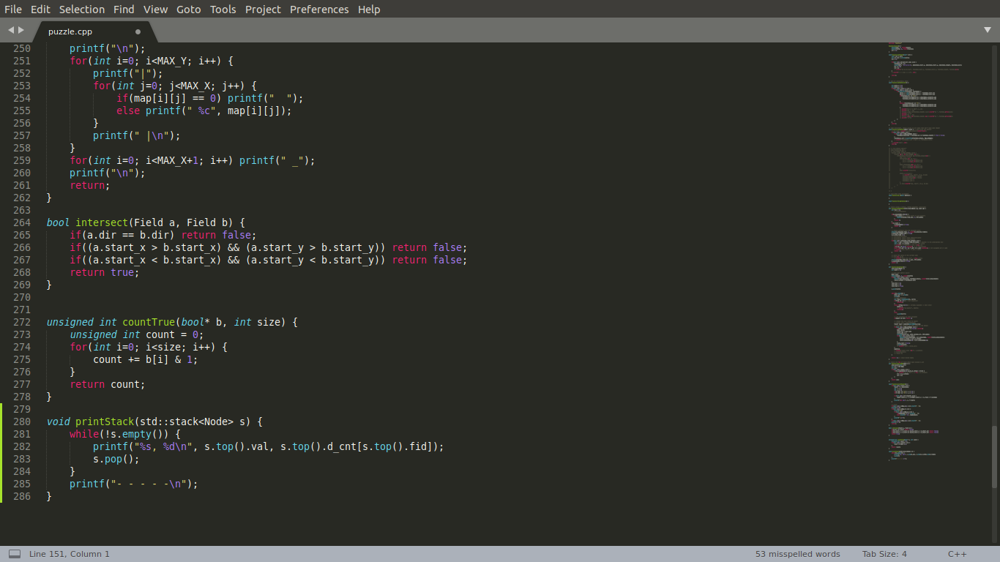 File Edit Selection Find View Goto Tools Project Preferences Help
puzzle.cpp
250     printf("\n");
251     for(int i=0; i<MAX_Y; i++) {
252         printf("|");
253         for(int j=0; j<MAX_X; j++) {
254             if(map[i][j] == 0) printf("  ");
255             else printf(" %c", map[i][j]);
256         }
257         printf(" |\n");
258     }
259     for(int i=0; i<MAX_X+1; i++) printf(" _");
260     printf("\n");
261     return;
262 }
263
264 bool intersect(Field a, Field b) {
265     if(a.dir == b.dir) return false;
266     if((a.start_x > b.start_x) && (a.start_y > b.start_y)) return false;
267     if((a.start_x < b.start_x) && (a.start_y < b.start_y)) return false;
268     return true;
269 }
270
271
272 unsigned int countTrue(bool* b, int size) {
273     unsigned int count = 0;
274     for(int i=0; i<size; i++) {
275         count += b[i] & 1;
276     }
277     return count;
278 }
279
280 void printStack(std::stack<Node> s) {
281     while(!s.empty()) {
282         printf("%s, %d\n", s.top().val, s.top().d_cnt[s.top().fid]);
283         s.pop();
284     }
285     printf("- - - - -\n");
286 }
Line 151, Column 1 53 misspelled words Tab Size: 4 C++